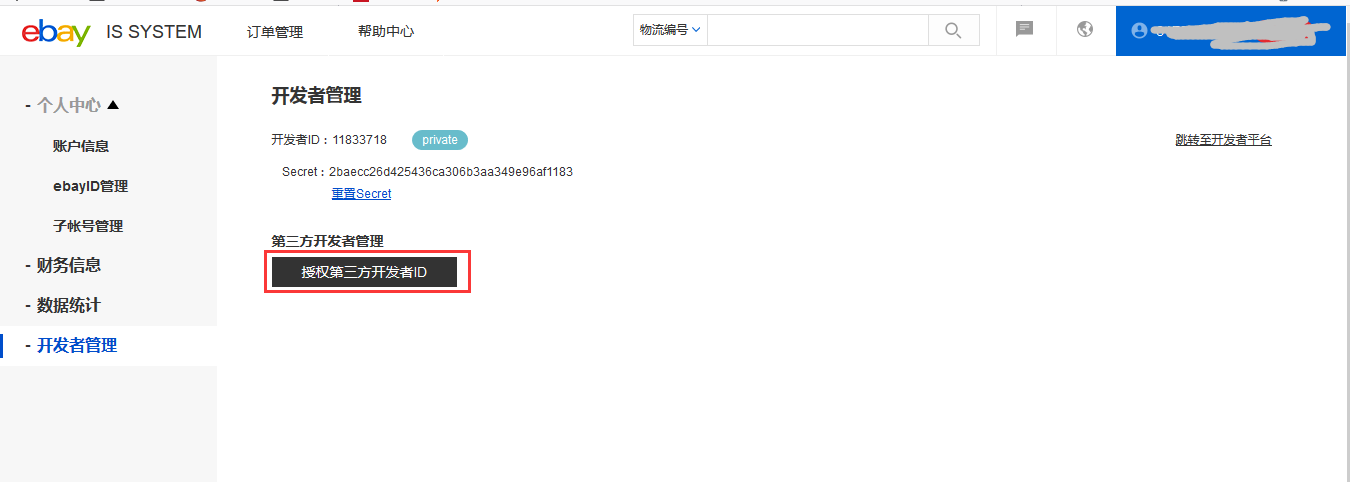 ebay IS SYSTEM 订单管理 帮助中心 物流编号
- 个人中心
账户信息
ebayID管理
子帐号管理
- 财务信息
- 数据统计
- 开发者管理
开发者管理
开发者ID：11833718 private 跳转至开发者平台
Secret：2baecc26d425436ca306b3aa349e96af1183
重置Secret
第三方开发者管理
授权第三方开发者ID